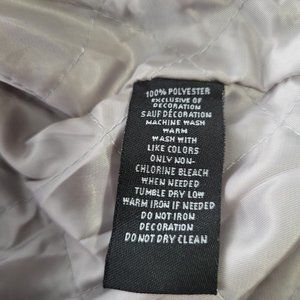 100% POLYESTER
EXCLUSIVE OF
DECORATION
SAUF DÉCORATION
MACHINE WASH
WARM
WASH WITH
LIKE COLORS
ONLY NON-
CHLORINE BLEACH
WHEN NEEDED
TUMBLE DRY LOW
WARM IRON IF NEEDED
DO NOT IRON
DECORATION
DO NOT DRY CLEAN